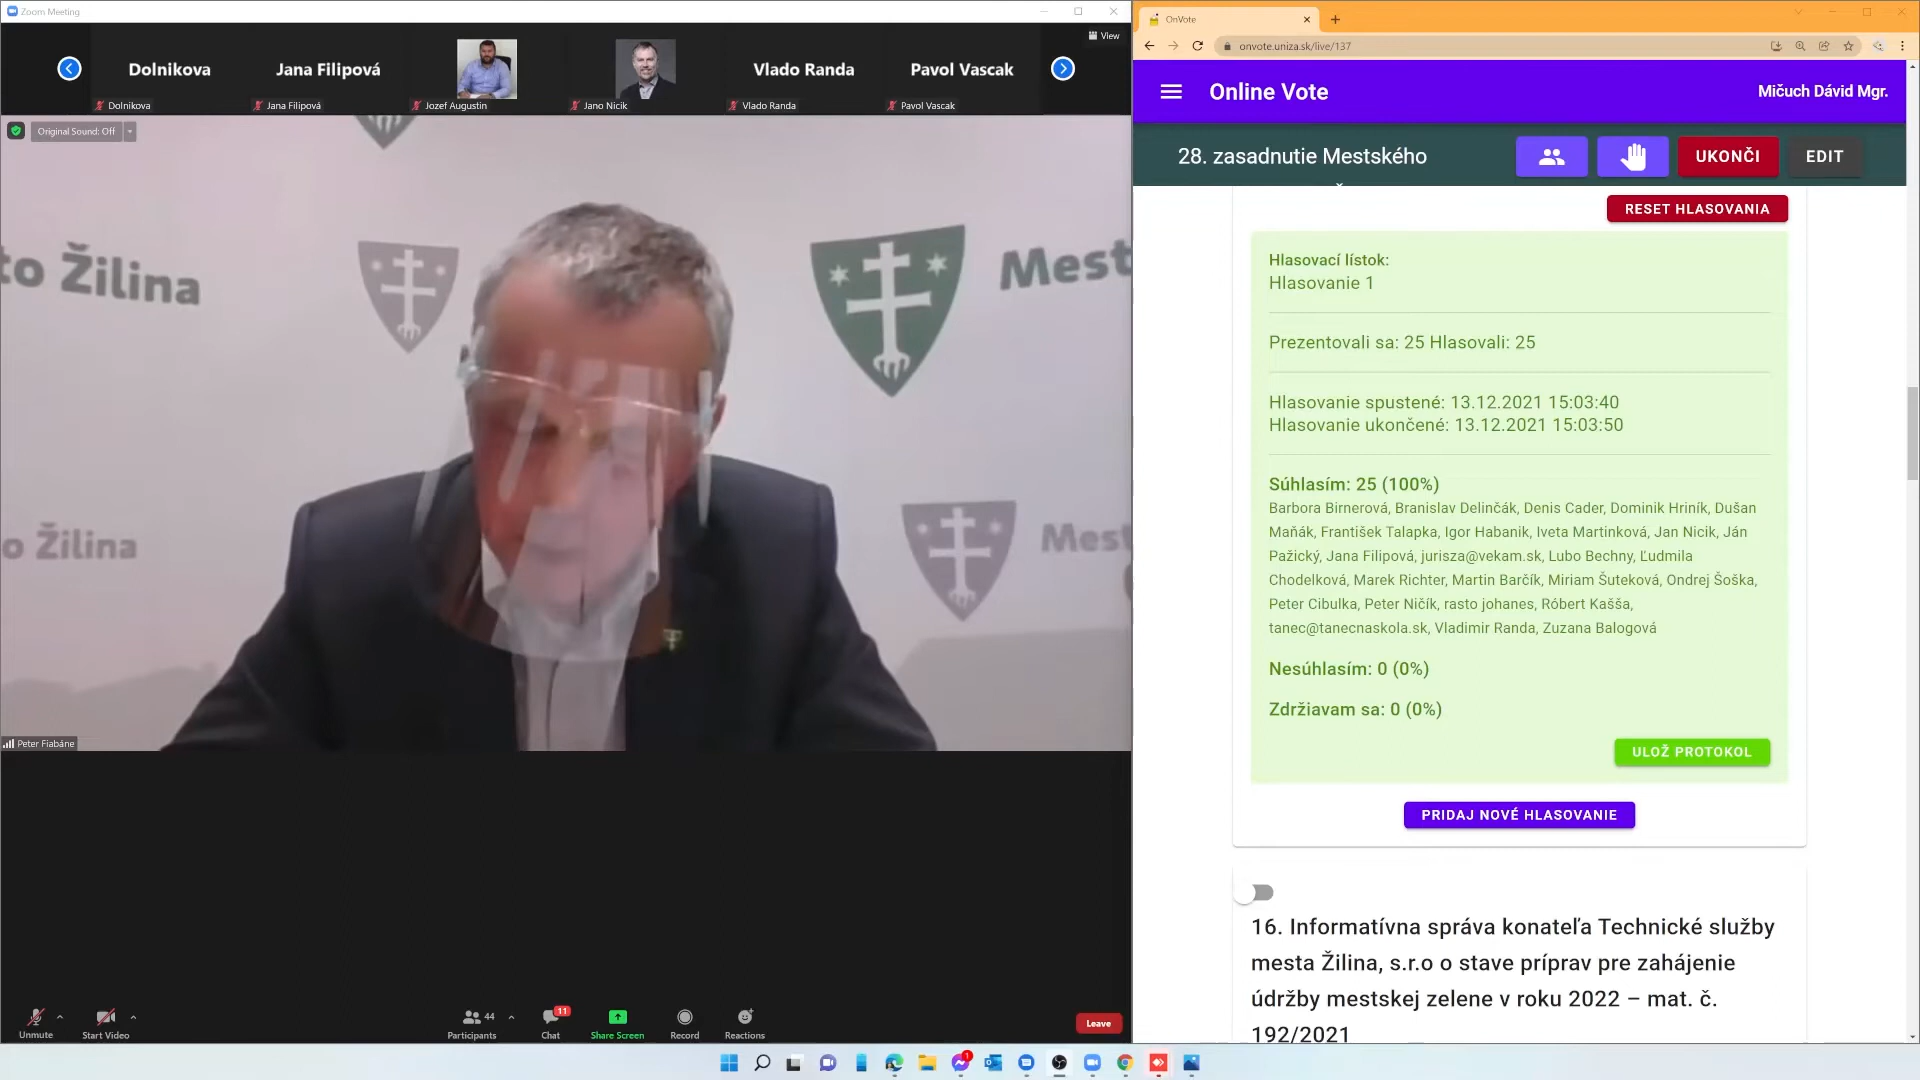 Zoom Meeting
View
Dolnikova
Jana Filipová
Vlado Randa
Pavol Vascak
Dolnikova
Jana Filipová
Jozef Augustin
Jano Nicik
Vlado Randa
Pavol Vascak
Original Sound: Off
to Žilina
Mest
o Žilina
Mest
Peter Fiabáne
Unmute
Start Video
44
Participants
11
Chat
Share Screen
Record
Reactions
Leave
OnVote
onvote.uniza.sk/live/137
Online Vote
Mičuch Dávid Mgr.
28. zasadnutie Mestského
UKONČI
EDIT
RESET HLASOVANIA
Hlasovací lístok:
Hlasovanie 1
Prezentovali sa: 25 Hlasovali: 25
Hlasovanie spustené: 13.12.2021 15:03:40
Hlasovanie ukončené: 13.12.2021 15:03:50
Súhlasím: 25 (100%)
Barbora Birnerová, Branislav Delinčák, Denis Cader, Dominik Hriník, Dušan
Maňák, František Talapka, Igor Habanik, Iveta Martinková, Jan Nicik, Ján
Pažický, Jana Filipová, jurisza@vekam.sk, Lubo Bechny, Ľudmila
Chodelková, Marek Richter, Martin Barčík, Miriam Šuteková, Ondrej Šoška,
Peter Cibulka, Peter Ničík, rasto johanes, Róbert Kašša,
tanec@tanecnaskola.sk, Vladimir Randa, Zuzana Balogová
Nesúhlasím: 0 (0%)
Zdržiavam sa: 0 (0%)
ULOŽ PROTOKOL
PRIDAJ NOVÉ HLASOVANIE
16. Informatívna správa konateľa Technické služby
mesta Žilina, s.r.o o stave príprav pre zahájenie
údržby mestskej zelene v roku 2022 – mat. č.
192/2021
1